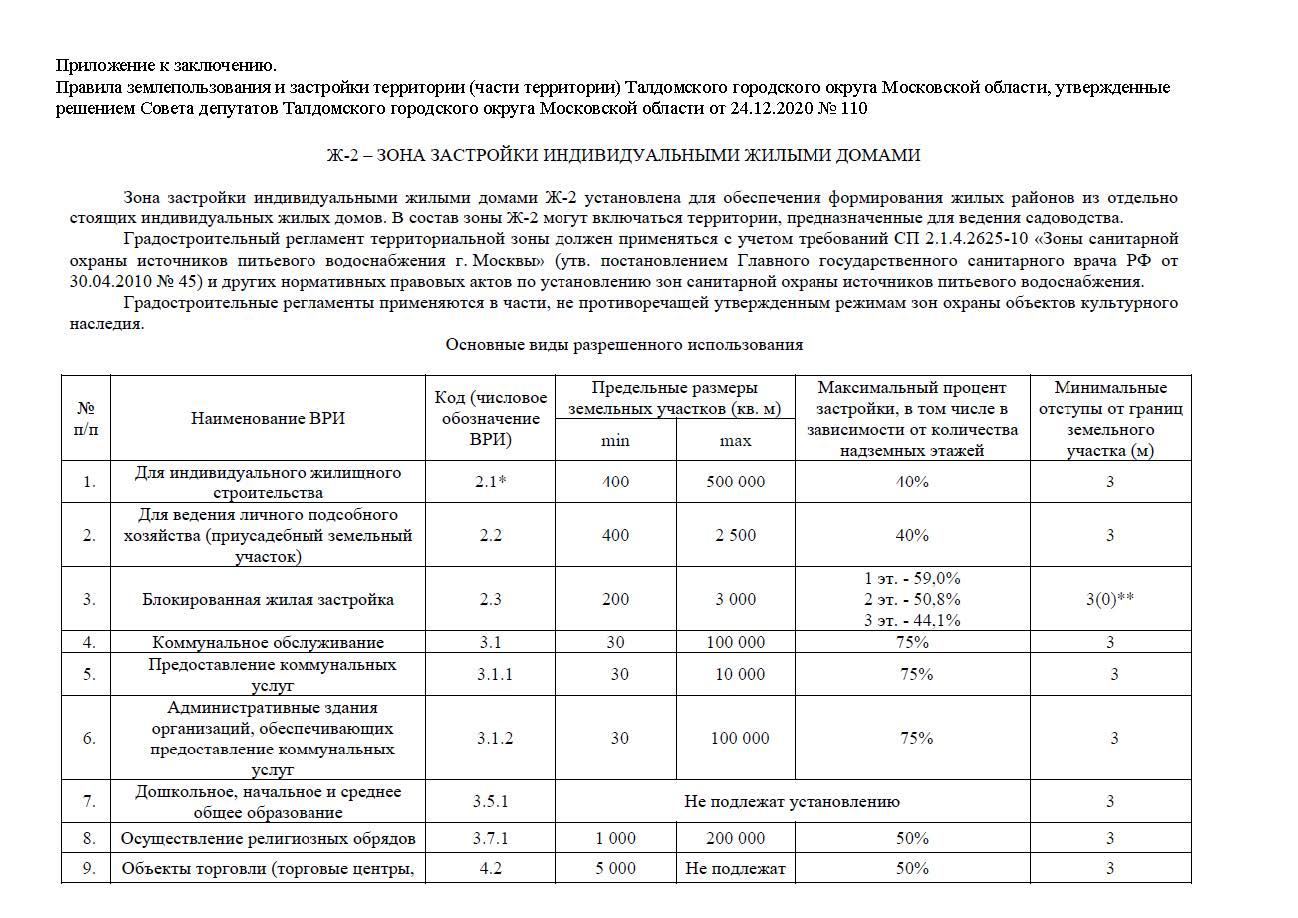 Приложение к заключению.
Правила землепользования и застройки территории (части территории) Талдомского городского округа Московской области, утвержденные
решением Совета депутатов Талдомского городского округа Московской области от 24.12.2020 № 110
Ж-2 – ЗОНА ЗАСТРОЙКИ ИНДИВИДУАЛЬНЫМИ ЖИЛЫМИ ДОМАМИ
Зона застройки индивидуальными жилыми домами Ж-2 установлена для обеспечения формирования жилых районов из отдельно
стоящих индивидуальных жилых домов. В состав зоны Ж-2 могут включаться территории, предназначенные для ведения садоводства.
Градостроительный регламент территориальной зоны должен применяться с учетом требований СП 2.1.4.2625-10 «Зоны санитарной
охраны источников питьевого водоснабжения г. Москвы» (утв. постановлением Главного государственного санитарного врача РФ от
30.04.2010 № 45) и других нормативных правовых актов по установлению зон санитарной охраны источников питьевого водоснабжения.
Градостроительные регламенты применяются в части, не противоречащей утвержденным режимам зон охраны объектов культурного
наследия.
Основные виды разрешенного использования
№
п/п
Наименование ВРИ
Код (числовое
обозначение
ВРИ)
Предельные размеры
земельных участков (кв. м)
min
max
Максимальный процент
застройки, в том числе в
зависимости от количества
надземных этажей
Минимальные
отступы от границ
земельного
участка (м)
1.
Для индивидуального жилищного
строительства
2.1*
400
500 000
40%
3
2.
Для ведения личного подсобного
хозяйства (приусадебный земельный
участок)
2.2
400
2 500
40%
3
3.
Блокированная жилая застройка
2.3
200
3 000
1 эт. - 59,0%
2 эт. - 50,8%
3 эт. - 44,1%
3(0)**
4.
Коммунальное обслуживание
3.1
30
100 000
75%
3
5.
Предоставление коммунальных
услуг
3.1.1
30
10 000
75%
3
6.
Административные здания
организаций, обеспечивающих
предоставление коммунальных
услуг
3.1.2
30
100 000
75%
3
7.
Дошкольное, начальное и среднее
общее образование
3.5.1
Не подлежат установлению
3
8.
Осуществление религиозных обрядов
3.7.1
1 000
200 000
50%
3
9.
Объекты торговли (торговые центры,
4.2
5 000
Не подлежат
50%
3